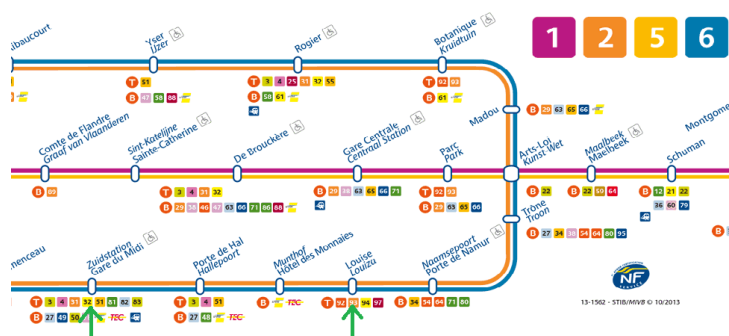 ibaucourt
Yser
IJzer
Rogier
Botanique
Kruidtuin
1 2 5 6
T 51
B 47 58 88
T 3 4 25 31 32 55
B 58 61
T 92 93
B 61
Madou
B 29 63 65 66
Comte de Flandre
Graaf van Vlaanderen
Sint-Katelijne
Sainte-Catherine
De Brouckère
Gare Centrale
Centraal Station
Parc
Park
Arts-Loi
Kunst-Wet
Maalbeek
Maelbeek
Schuman
Montgome
B 89
T 3 4 31 32
B 29 38 46 47 63 66 71 86 88
B 29 38 63 65 66 71
T 92 93
B 29 63 65 66
B 22
B 22 59 64
B 12 21 22
36 60 79
B
Trône
Troon
B 27 34 38 54 64 80 95
menceau
Zuidstation
Gare du Midi
Porte de Hal
Hallepoort
Munthof
Hôtel des Monnaies
Louise
Louiza
Naamsepoort
Porte de Namur
T 3 4 31 32 51 81 82 83
B 27 49 50 TEC
T 3 4 31 51
B 27 48 TEC
B TEC
T 92 93 94 97
B 34 54 64 71 80
NF
SERVICE
13-1562 - STIB/MIVB © 10/2013